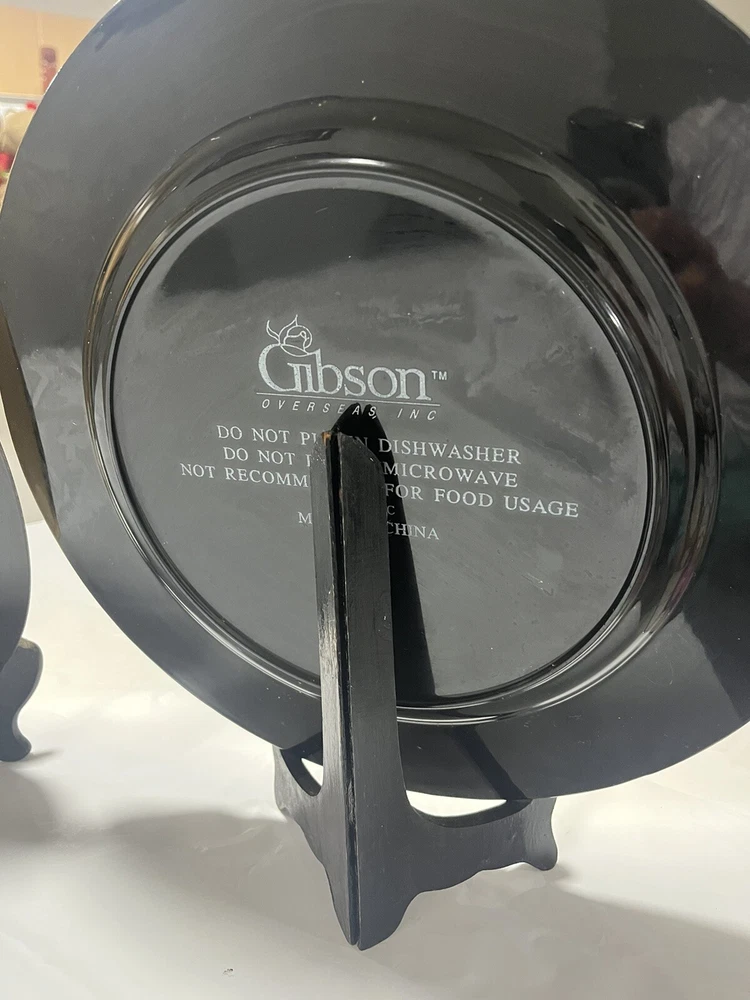 Gibson™
OVERSEAS, INC
DO NOT DISHWASHER
DO NOT MICROWAVE
NOT FOR FOOD USAGE
CHINA